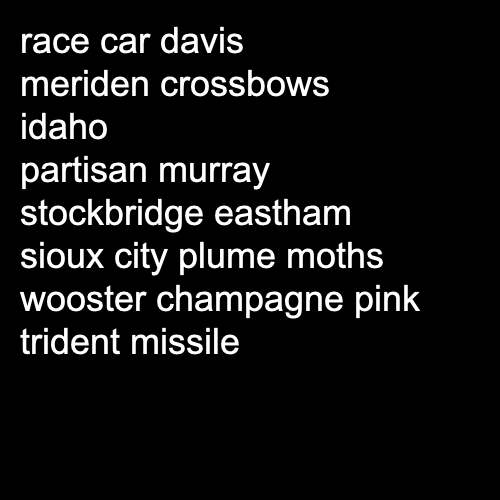 race car davis
meriden crossbows
idaho
partisan murray
stockbridge eastham
sioux city plume moths
wooster champagne pink
trident missile